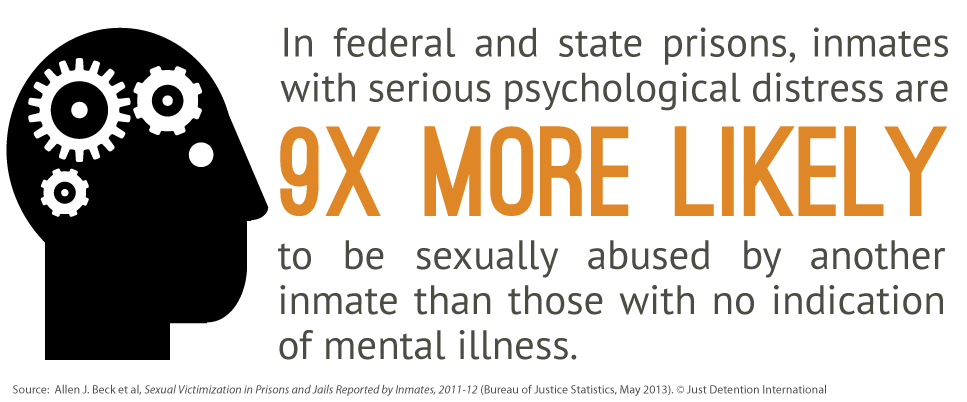 In federal and state prisons, inmates
with serious psychological distress are
9X MORE LIKELY
to be sexually abused by another
inmate than those with no indication
of mental illness.
Source: Allen J. Beck et al, Sexual Victimization in Prisons and Jails Reported by Inmates, 2011-12 (Bureau of Justice Statistics, May 2013). © Just Detention International